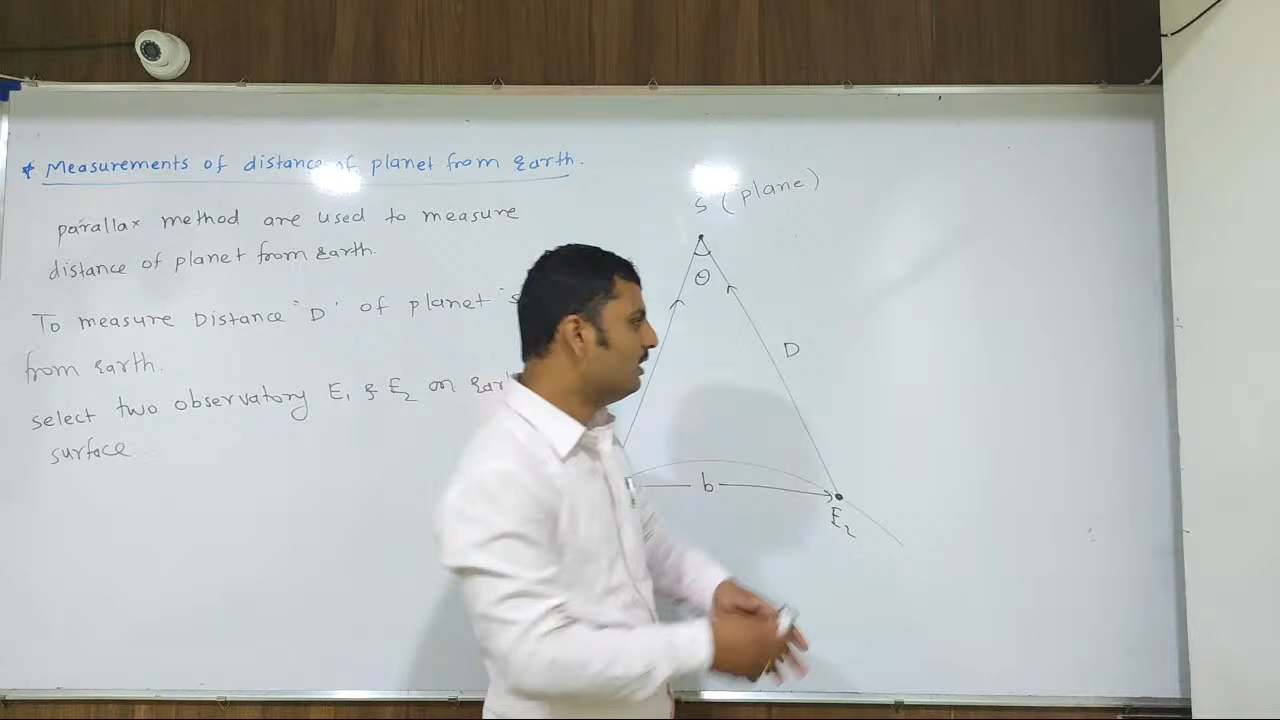 * Measurements of distance of planet from Earth.
parallax method are used to measure
distance of planet from Earth.
To measure Distance "D" of planet "S
from Earth.
select two observatory E₁ & E₂ on
surface
S (plane)
θ
D
b
E₂